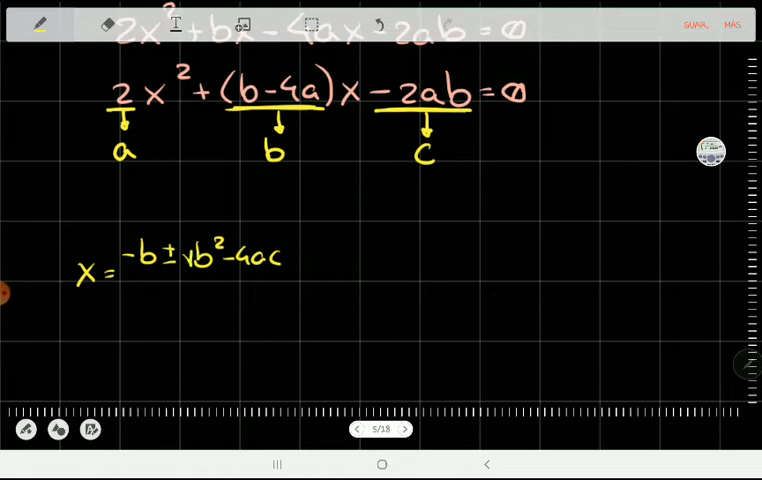 2x² + bx - 4ax - 2ab = 0
GUAR. MÁS
2x² + (b - 4a)x - 2ab = 0
a b c
x = -b ± √b² - 4ac
5/18